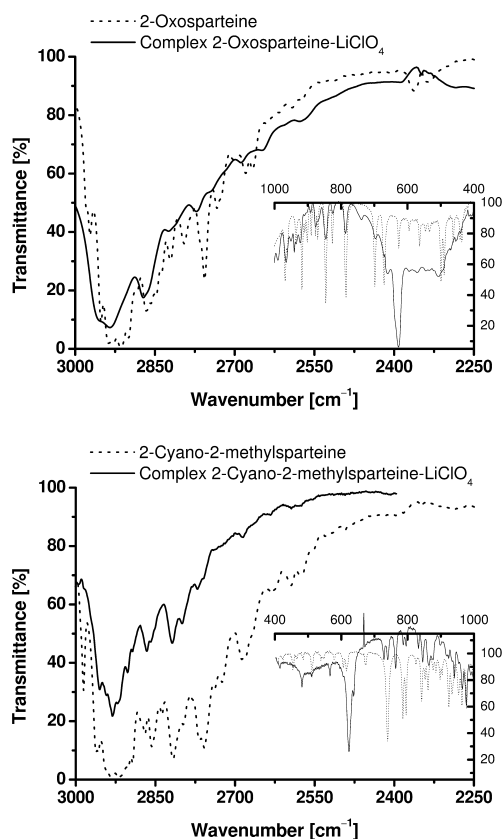 2-Oxosparteine
Complex 2-Oxosparteine-LiClO4
100
80
60
40
20
0
Transmittance [%]
1000 800 600 400
100
80
60
40
20
3000 2850 2700 2550 2400 2250
Wavenumber [cm−1]
2-Cyano-2-methylsparteine
Complex 2-Cyano-2-methylsparteine-LiClO4
100
80
60
40
20
0
Transmittance [%]
400 600 800 1000
100
80
60
40
20
3000 2850 2700 2550 2400 2250
Wavenumber [cm−1]